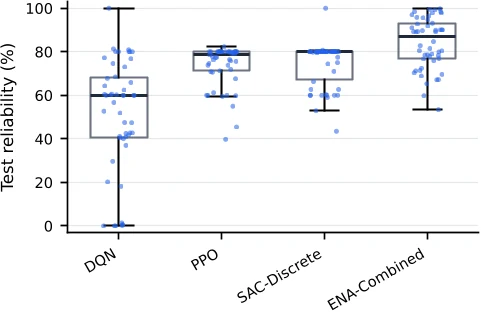 Test reliability (%)
100
80
60
40
20
0
DQN
PPO
SAC-Discrete
ENA-Combined